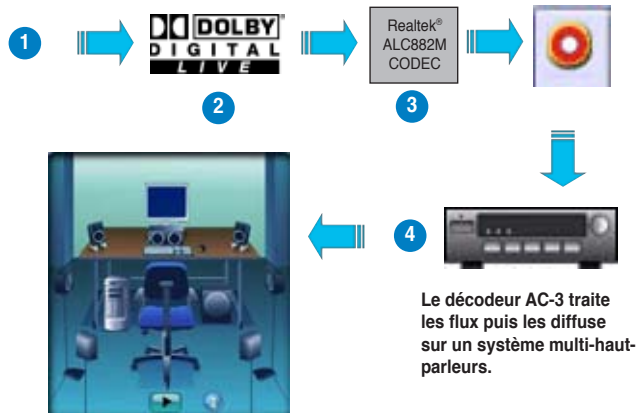 1
DOLBY
DIGITAL
LIVE
2
Realtek®
ALC882M
CODEC
3
4
Le décodeur AC-3 traite
les flux puis les diffuse
sur un système multi-haut-
parleurs.